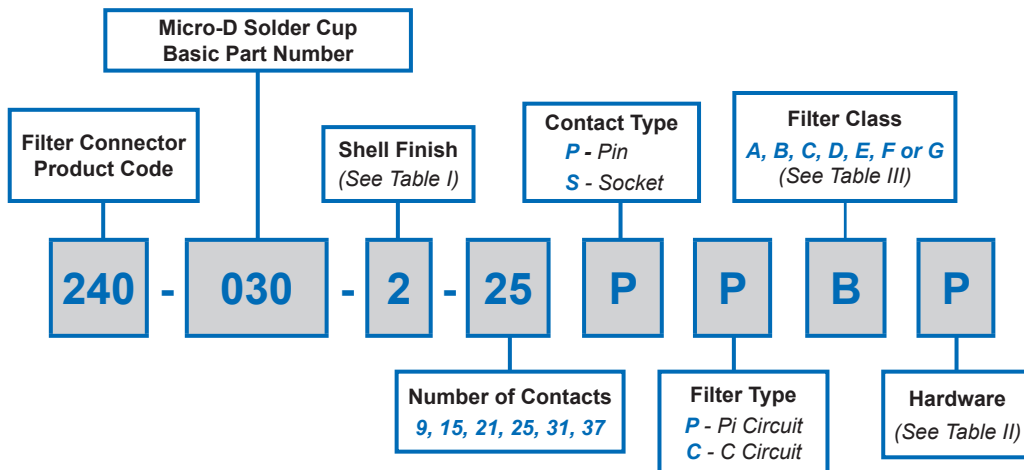 Micro-D Solder Cup
Basic Part Number
Filter Connector
Product Code
Shell Finish
(See Table I)
Contact Type
P - Pin
S - Socket
Filter Class
A, B, C, D, E, F or G
(See Table III)
240 - 030 - 2 - 25 P P B P
Number of Contacts
9, 15, 21, 25, 31, 37
Filter Type
P - Pi Circuit
C - C Circuit
Hardware
(See Table II)